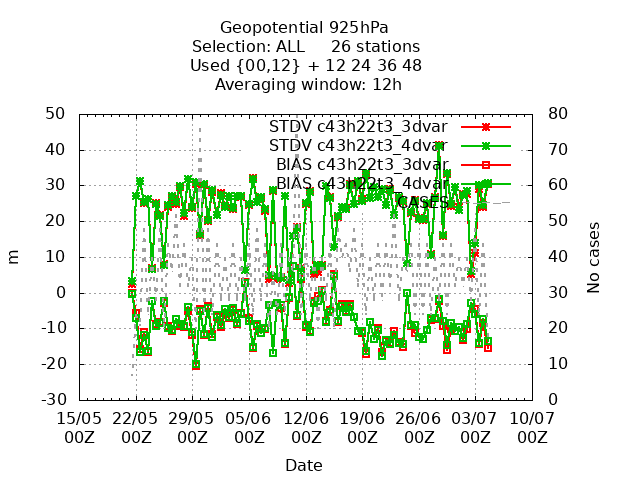 Geopotential 925hPa
Selection: ALL 26 stations
Used {00,12} + 12 24 36 48
Averaging window: 12h
STDV c43h22t3_3dvar
STDV c43h22t3_4dvar
BIAS c43h22t3_3dvar
BIAS c43h22t3_4dvar
CASES
50
40
30
20
10
0
-10
-20
-30
m
80
70
60
50
40
30
20
10
0
No cases
15/05 22/05 29/05 05/06 12/06 19/06 26/06 03/07 10/07
00Z 00Z 00Z 00Z 00Z 00Z 00Z 00Z 00Z
Date